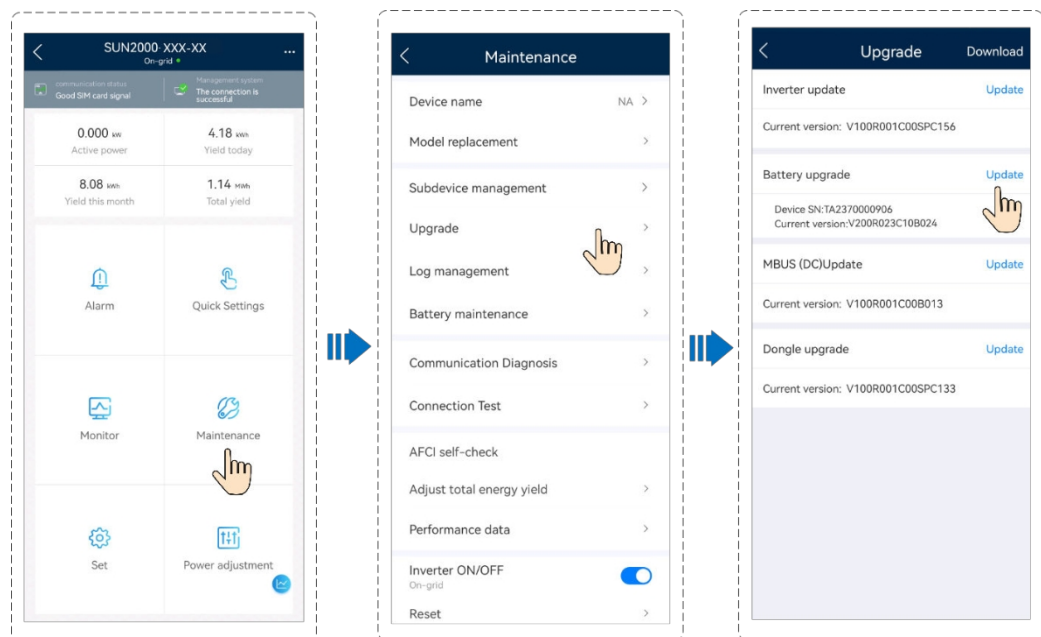 SUN2000- XXX-XX
On-grid
...
communication status
Good SIM card signal
Management system
The connection is
successful
0.000 kW
Active power
4.18 kWh
Yield today
8.08 kWh
Yield this month
1.14 MWh
Total yield
Alarm
Quick Settings
Monitor
Maintenance
Set
Power adjustment
Maintenance
Device name NA
Model replacement
Subdevice management
Upgrade
Log management
Battery maintenance
Communication Diagnosis
Connection Test
AFCI self-check
Adjust total energy yield
Performance data
Inverter ON/OFF
On-grid
Reset
Upgrade Download
Inverter update Update
Current version: V100R001C00SPC156
Battery upgrade Update
Device SN:TA2370000906
Current version:V200R023C10B024
MBUS (DC)Update Update
Current version: V100R001C00B013
Dongle upgrade Update
Current version: V100R001C00SPC133